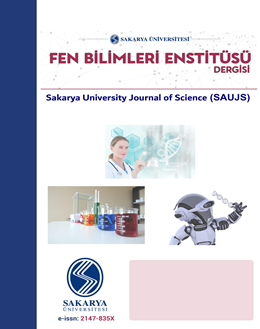 SAKARYA ÜNİVERSİTESİ
FEN BİLİMLERİ ENSTİTÜSÜ
DERGİSİ
Sakarya University Journal of Science (SAUJS)
SAKARYA
ÜNİVERSİTESİ
e-issn: 2147-835X